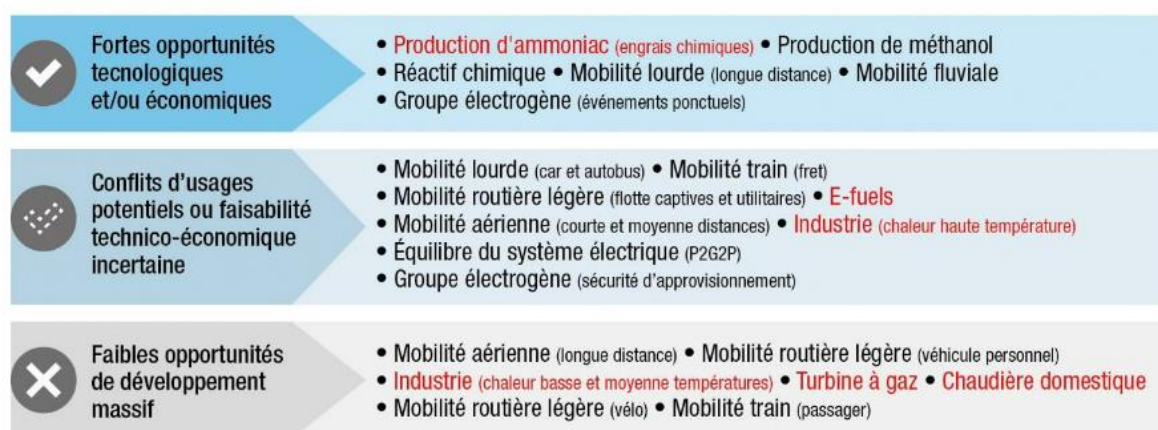 Fortes opportunités
tecnologiques
et/ou économiques
• Production d'ammoniac (engrais chimiques) • Production de méthanol
• Réactif chimique • Mobilité lourde (longue distance) • Mobilité fluviale
• Groupe électrogène (événements ponctuels)
Conflits d’usages
potentiels ou faisabilité
technico-économique
incertaine
• Mobilité lourde (car et autobus) • Mobilité train (fret)
• Mobilité routière légère (flotte captives et utilitaires) • E-fuels
• Mobilité aérienne (courte et moyenne distances) • Industrie (chaleur haute température)
• Équilibre du système électrique (P2G2P)
• Groupe électrogène (sécurité d’approvisionnement)
Faibles opportunités
de développement
massif
• Mobilité aérienne (longue distance) • Mobilité routière légère (véhicule personnel)
• Industrie (chaleur basse et moyenne températures) • Turbine à gaz • Chaudière domestique
• Mobilité routière légère (vélo) • Mobilité train (passager)